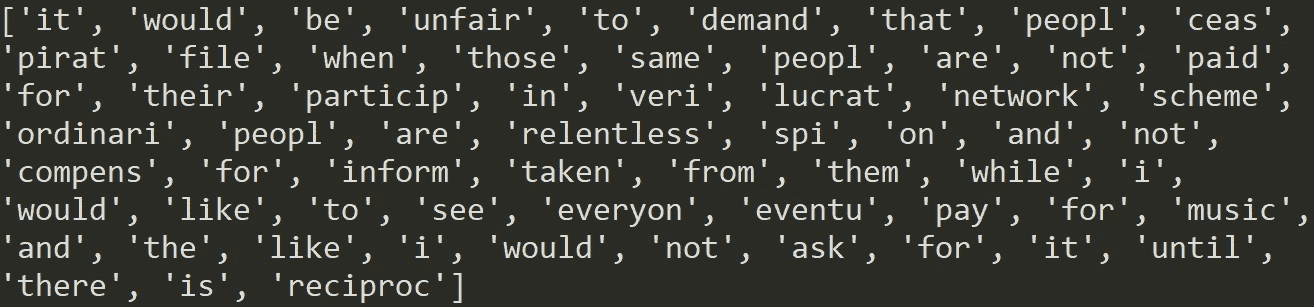 ['it', 'would', 'be', 'unfair', 'to', 'demand', 'that', 'peopl', 'ceas',
'pirat', 'file', 'when', 'those', 'same', 'peopl', 'are', 'not', 'paid',
'for', 'their', 'particip', 'in', 'veri', 'lucrat', 'network', 'scheme',
'ordinari', 'peopl', 'are', 'relentless', 'spi', 'on', 'and', 'not',
'compens', 'for', 'inform', 'taken', 'from', 'them', 'while', 'i',
'would', 'like', 'to', 'see', 'everyon', 'eventu', 'pay', 'for', 'music',
'and', 'the', 'like', 'i', 'would', 'not', 'ask', 'for', 'it', 'until',
'there', 'is', 'reciproc']